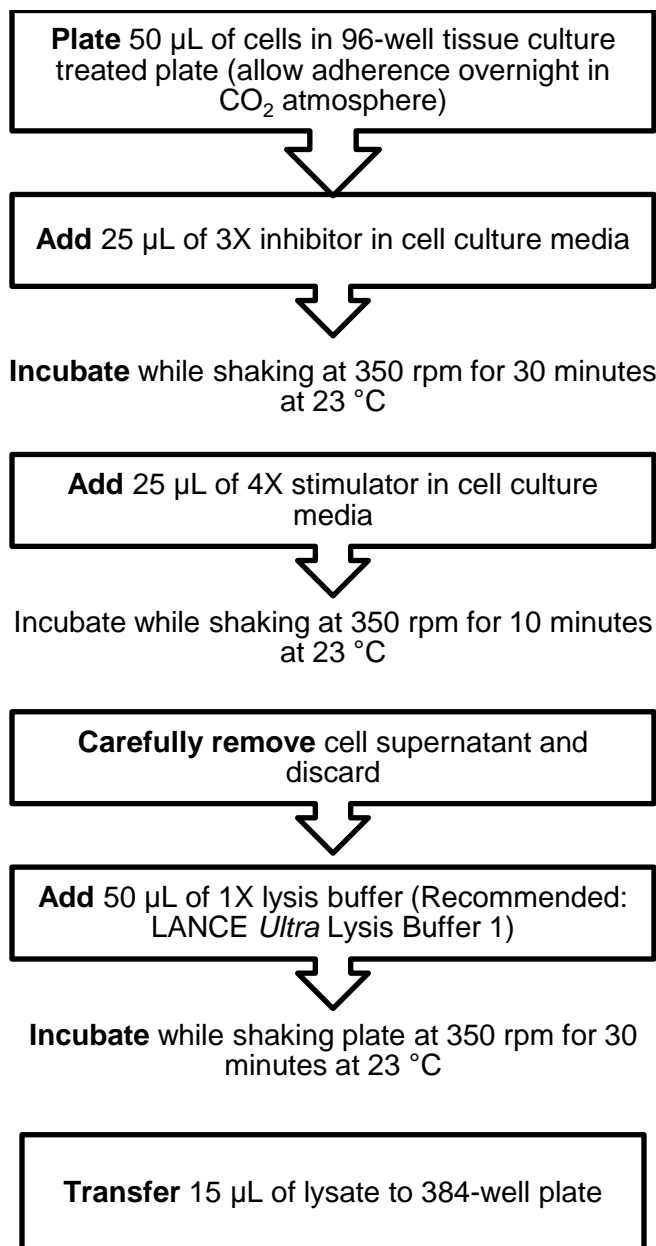 Plate 50 µL of cells in 96-well tissue culture
treated plate (allow adherence overnight in
CO₂ atmosphere)
Add 25 µL of 3X inhibitor in cell culture media
Incubate while shaking at 350 rpm for 30 minutes
at 23 °C
Add 25 µL of 4X stimulator in cell culture
media
Incubate while shaking at 350 rpm for 10 minutes
at 23 °C
Carefully remove cell supernatant and
discard
Add 50 µL of 1X lysis buffer (Recommended:
LANCE Ultra Lysis Buffer 1)
Incubate while shaking plate at 350 rpm for 30
minutes at 23 °C
Transfer 15 µL of lysate to 384-well plate